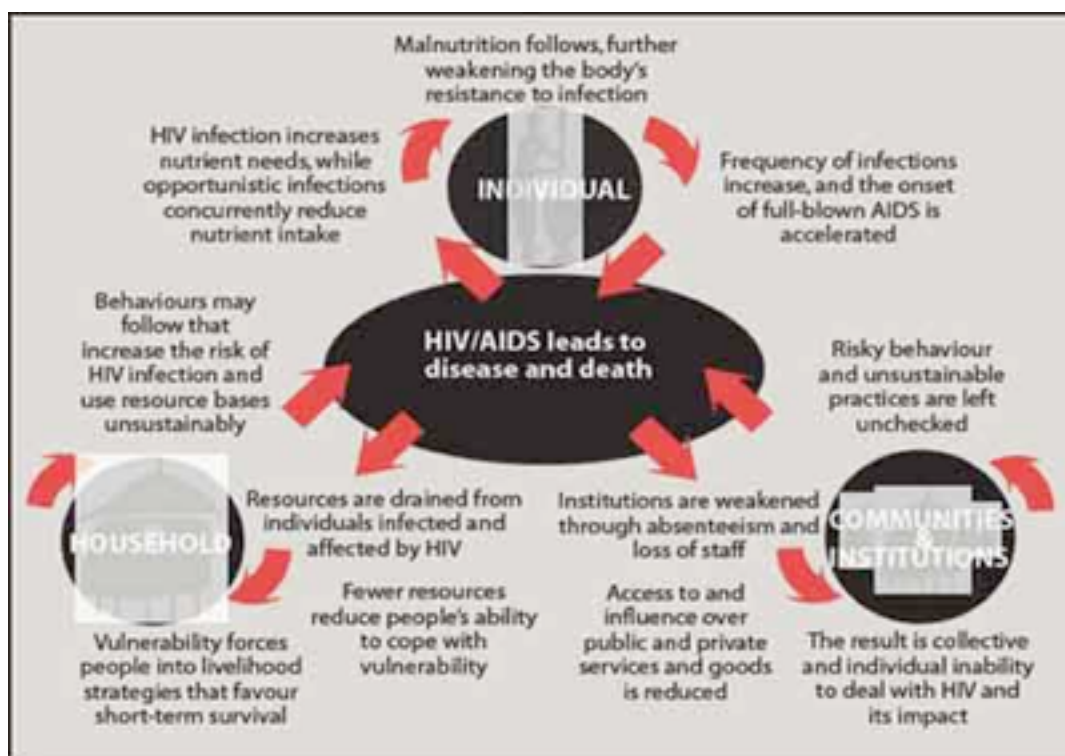 Malnutrition follows, further
weakening the body's
resistance to infection
HIV infection increases
nutrient needs, while
opportunistic infections
concurrently reduce
nutrient intake
INDIVIDUAL
Frequency of infections
increase, and the onset
of full-blown AIDS is
accelerated
Behaviours may
follow that
increase the risk of
HIV infection and
use resource bases
unsustainably
HIV/AIDS leads to
disease and death
Risky behaviour
and unsustainable
practices are left
unchecked
HOUSEHOLD
Resources are drained from
individuals infected and
affected by HIV
Institutions are weakened
through absenteeism and
loss of staff
COMMUNITIES
&
INSTITUTIONS
Vulnerability forces
people into livelihood
strategies that favour
short-term survival
Fewer resources
reduce people's ability
to cope with
vulnerability
Access to and
influence over
public and private
services and goods
is reduced
The result is collective
and individual inability
to deal with HIV and
its impact